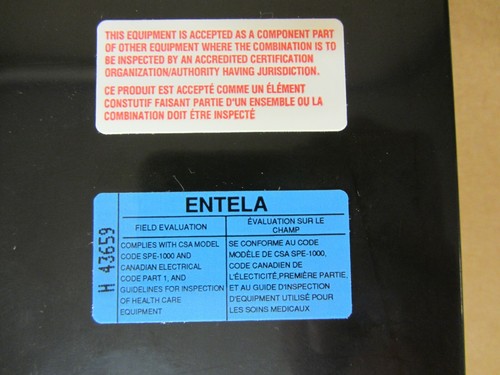 THIS EQUIPMENT IS ACCEPTED AS A COMPONENT PART
OF OTHER EQUIPMENT WHERE THE COMBINATION IS TO
BE INSPECTED BY AN ACCREDITED CERTIFICATION
ORGANIZATION/AUTHORITY HAVING JURISDICTION.
CE PRODUIT EST ACCEPTÉ COMME UN ÉLÉMENT
CONSTUTIF FAISANT PARTIE D'UN ENSEMBLE OU LA
COMBINATION DOIT ÉTRE INSPECTÉ
ENTELA
FIELD EVALUATION
COMPLIES WITH CSA MODEL
CODE SPE-1000 AND
CANADIAN ELECTRICAL
CODE PART 1, AND
GUIDELINES FOR INSPECTION
OF HEALTH CARE
EQUIPMENT
ÉVALUATION SUR LE
CHAMP
SE CONFORME AU CODE
MODÈLE DE CSA SPE-1000,
CODE CANADIEN DE
L'ÉLECITÉ,PREMIÈRE PARTIE,
ET AU GUIDE D'INSPECTION
D'EQUIPMENT UTILISÉ POUR
LES SOINS MEDICAUX
H 43659